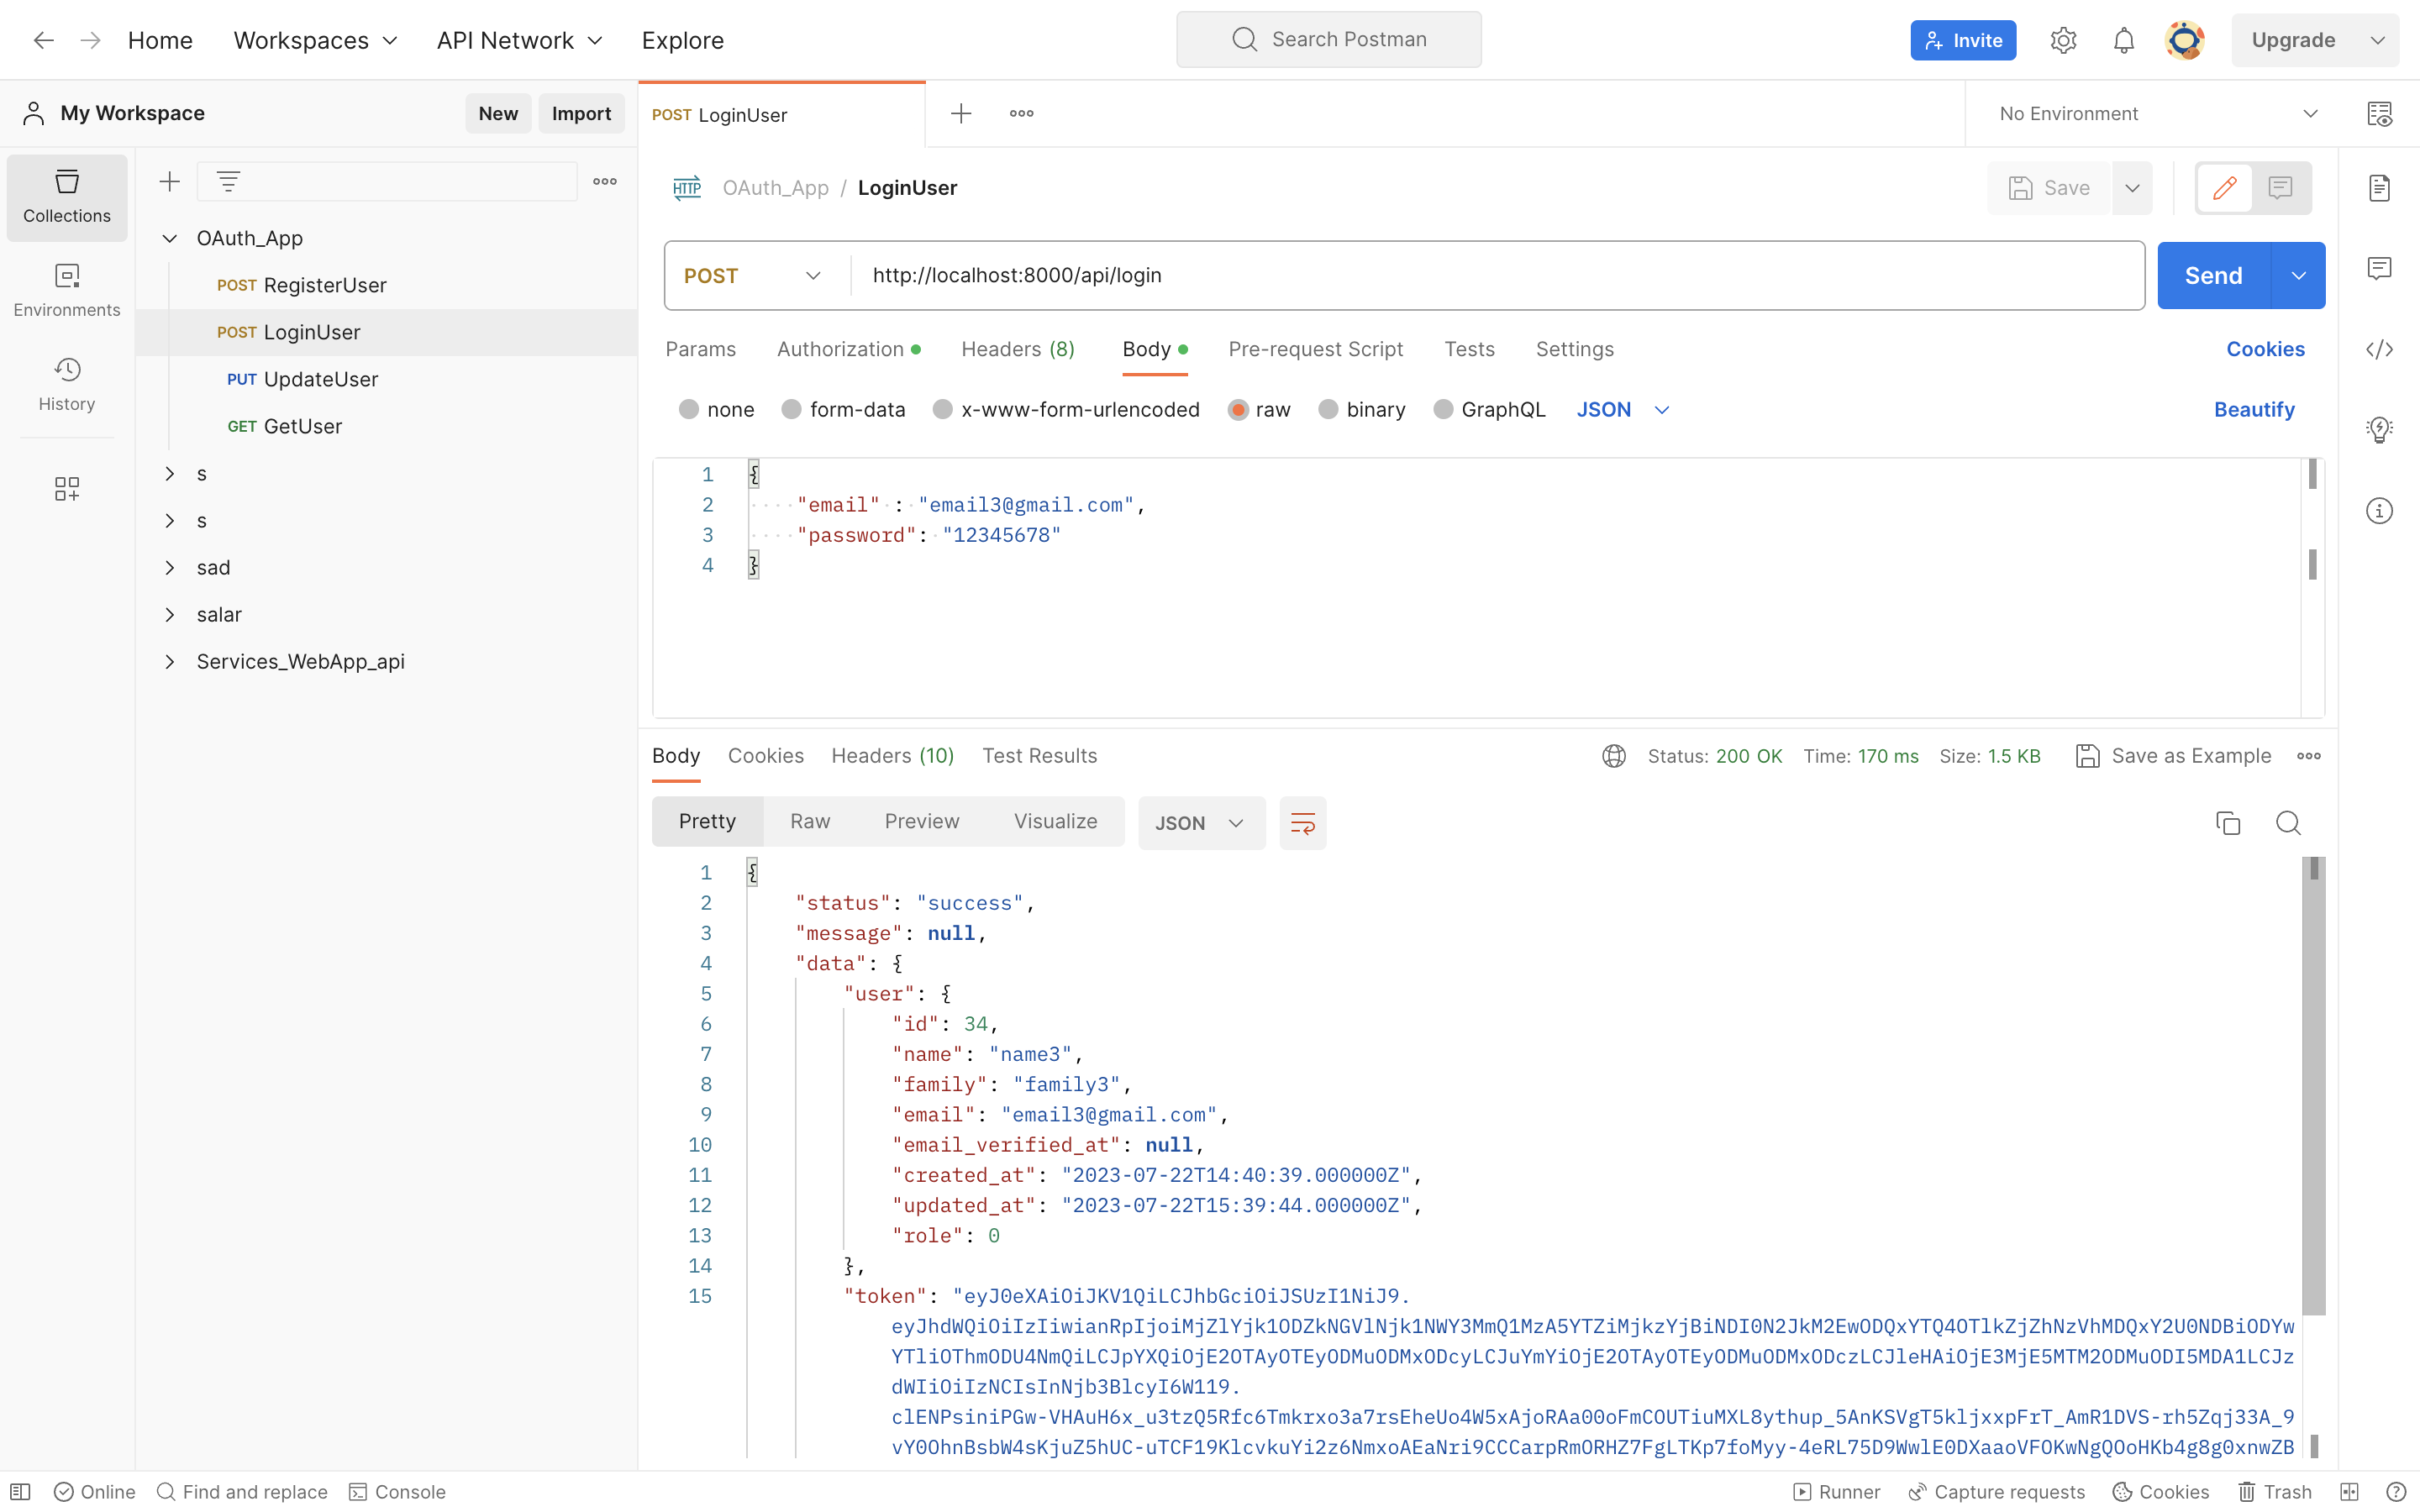 Home Workspaces API Network Explore Search Postman Invite Upgrade
My Workspace New Import POST LoginUser No Environment
Collections
Environments
History
OAuth_App
POST RegisterUser
POST LoginUser
PUT UpdateUser
GET GetUser
s
s
sad
salar
Services_WebApp_api
HTTP OAuth_App / LoginUser Save
POST http://localhost:8000/api/login Send
Params Authorization Headers (8) Body Pre-request Script Tests Settings Cookies
none form-data x-www-form-urlencoded raw binary GraphQL JSON Beautify
1 {
2 "email" : "email3@gmail.com",
3 "password": "12345678"
4 }
Body Cookies Headers (10) Test Results Status: 200 OK Time: 170 ms Size: 1.5 KB Save as Example
Pretty Raw Preview Visualize JSON
1 {
2 "status": "success",
3 "message": null,
4 "data": {
5 "user": {
6 "id": 34,
7 "name": "name3",
8 "family": "family3",
9 "email": "email3@gmail.com",
10 "email_verified_at": null,
11 "created_at": "2023-07-22T14:40:39.000000Z",
12 "updated_at": "2023-07-22T15:39:44.000000Z",
13 "role": 0
14 },
15 "token": "eyJ0eXAiOiJKV1QiLCJhbGciOiJSUzI1NiJ9.
eyJhdWQiOiIzIiwianRpIjoiMjZlYjk1ODZkNGVlNjk1NWY3MmQ1MzA5YTZiMjkzYjBiNDI0N2JkM2EwODQxYTQ4OTlkZjZhNzVhMDQxY2U0NDBiODYw
YTliOThmODU4NmQiLCJpYXQiOjE2OTAyOTEyODMuODMxODcyLCJuYmYiOjE2OTAyOTEyODMuODMxODczLCJleHAiOjE3MjE5MTM2ODMuODI5MDA1LCJz
dWIiOiIzNCIsInNjb3BlcyI6W119.
clENPsiniPGw-VHAuH6x_u3tzQ5Rfc6Tmkrxo3a7rsEheUo4W5xAjoRAa00oFmCOUTiuMXL8ythup_5AnKSVgT5kljxxpFrT_AmR1DVS-rh5Zqj33A_9
vY0OhnBsbW4sKjuZ5hUC-uTCF19KlcvkuYi2z6NmxoAEaNri9CCCarpRmORHZ7FgLTKp7foMyy-4eRL75D9WwlE0DXaaoVFOKwNgQOoHKb4g8g0xnwZB
Online Find and replace Console Runner Capture requests Cookies Trash